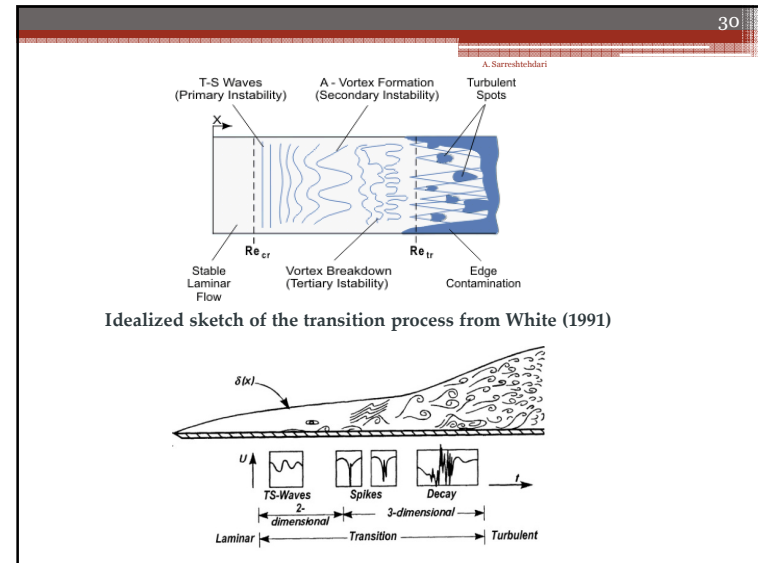 30
A. Sarreshtehdari
T-S Waves
(Primary Instability)
Λ - Vortex Formation
(Secondary Instability)
Turbulent
Spots
X
Re cr
Re tr
Stable
Laminar
Flow
Vortex Breakdown
(Tertiary Istability)
Edge
Contamination
Idealized sketch of the transition process from White (1991)
δ(x)
U
t
TS-Waves
Spikes
Decay
2-
dimensional
3-dimensional
Laminar
Transition
Turbulent